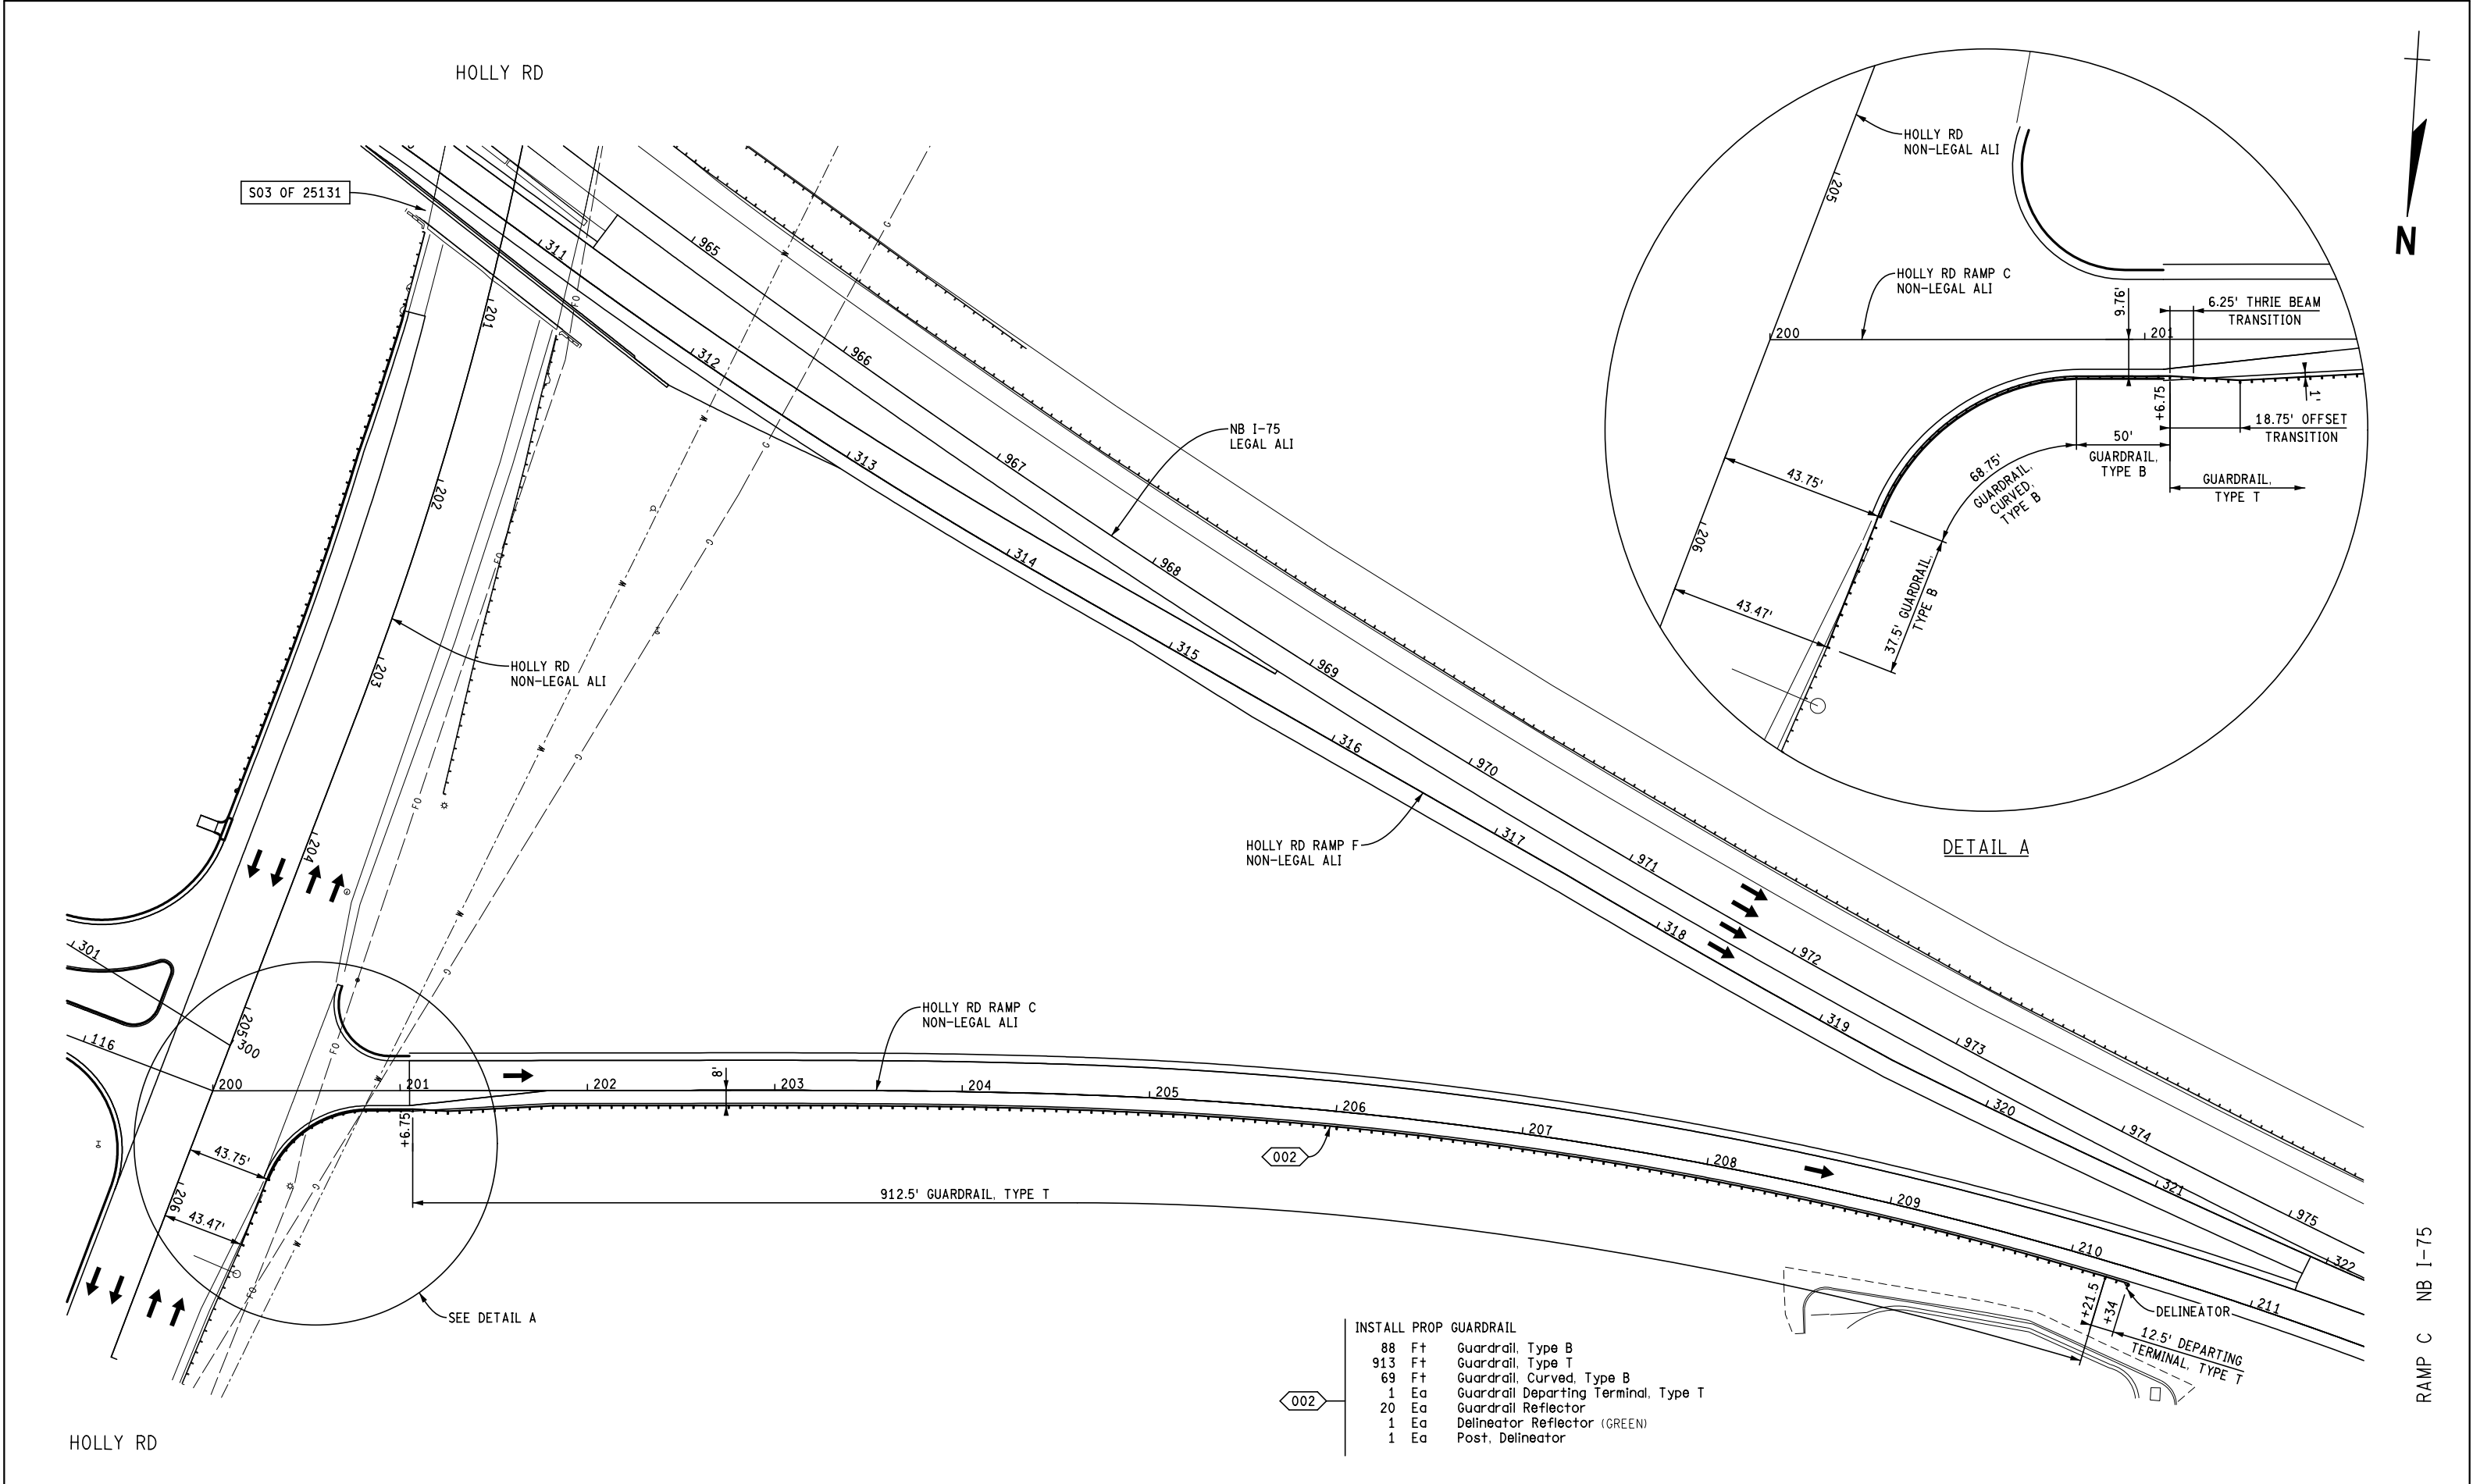 HOLLY RD
S03 OF 25131
311
965
201
312
966
202
313
967
NB I-75
LEGAL ALI
314
968
HOLLY RD
NON-LEGAL ALI
203
315
969
316
970
HOLLY RD RAMP F
NON-LEGAL ALI
317
971
204
318
972
301
319
973
205
300
116
HOLLY RD RAMP C
NON-LEGAL ALI
8'
200
201
202
203
204
205
206
207
208
209
210
211
320
974
321
975
322
+6.75
43.75'
206
43.47'
002
912.5' GUARDRAIL, TYPE T
SEE DETAIL A
+21.5
+34
DELINEATOR
12.5' DEPARTING
TERMINAL, TYPE T
W
G
FO
HOLLY RD
NON-LEGAL ALI
205
HOLLY RD RAMP C
NON-LEGAL ALI
200
201
9.76'
6.25' THRIE BEAM
TRANSITION
1'
+6.75
18.75' OFFSET
TRANSITION
50'
GUARDRAIL,
TYPE B
GUARDRAIL,
TYPE T
68.75'
GUARDRAIL,
CURVED,
TYPE B
43.75'
206
43.47'
37.5' GUARDRAIL,
TYPE B
DETAIL A
N
002
INSTALL PROP GUARDRAIL
88 Ft Guardrail, Type B
913 Ft Guardrail, Type T
69 Ft Guardrail, Curved, Type B
1 Ea Guardrail Departing Terminal, Type T
20 Ea Guardrail Reflector
1 Ea Delineator Reflector (GREEN)
1 Ea Post, Delineator
HOLLY RD
RAMP C NB I-75